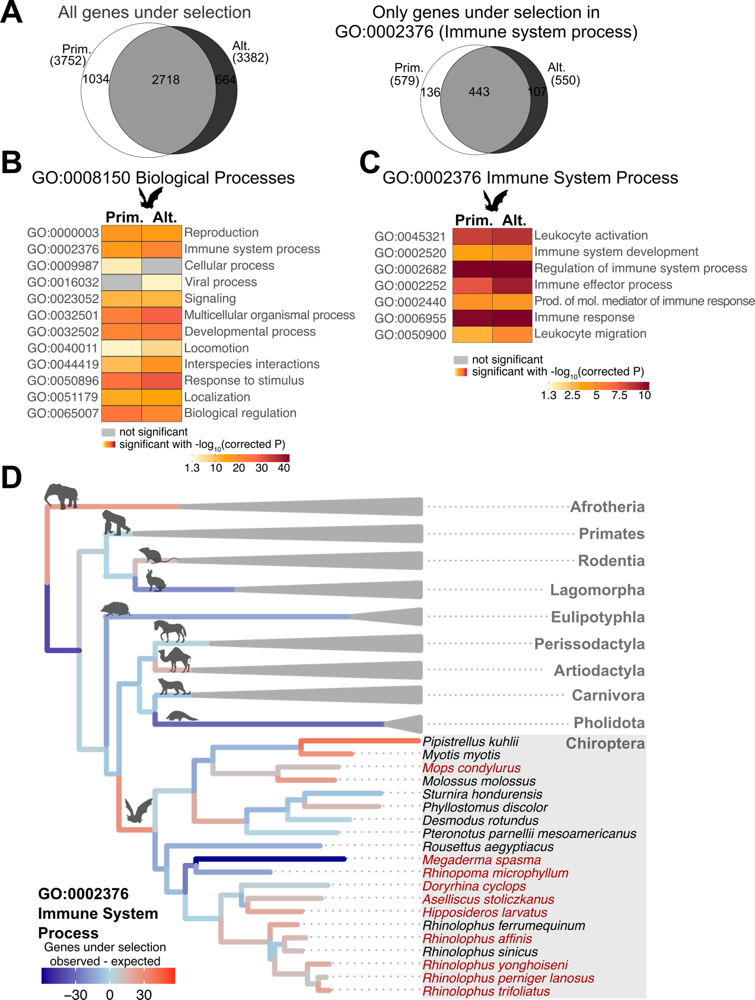 A
All genes under selection
Prim.
(3752)
1034
2718
664
Alt.
(3382)
Only genes under selection in
GO:0002376 (Immune system process)
Prim.
(579)
136
443
107
Alt.
(550)
B
GO:0008150 Biological Processes
Prim. Alt.
GO:0000003 Reproduction
GO:0002376 Immune system process
GO:0009987 Cellular process
GO:0016032 Viral process
GO:0023052 Signaling
GO:0032501 Multicellular organismal process
GO:0032502 Developmental process
GO:0040011 Locomotion
GO:0044419 Interspecies interactions
GO:0050896 Response to stimulus
GO:0051179 Localization
GO:0065007 Biological regulation
not significant
significant with -log10(corrected P)
1.3 10 20 30 40
C
GO:0002376 Immune System Process
Prim. Alt.
GO:0045321 Leukocyte activation
GO:0002520 Immune system development
GO:0002682 Regulation of immune system process
GO:0002252 Immune effector process
GO:0002440 Prod. of mol. mediator of immune response
GO:0006955 Immune response
GO:0050900 Leukocyte migration
not significant
significant with -log10(corrected P)
1.3 2.5 5 7.5 10
D
Afrotheria
Primates
Rodentia
Lagomorpha
Eulipotyphla
Perissodactyla
Artiodactyla
Carnivora
Pholidota
Chiroptera
Pipistrellus kuhlii
Myotis myotis
Mops condylurus
Molossus molossus
Sturnira hondurensis
Phyllostomus discolor
Desmodus rotundus
Pteronotus parnellii mesoamericanus
Rousettus aegyptiacus
Megaderma spasma
Rhinopoma microphyllum
Doryrhina cyclops
Aselliscus stoliczkanus
Hipposideros larvatus
Rhinolophus ferrumequinum
Rhinolophus affinis
Rhinolophus sinicus
Rhinolophus yonghoiseni
Rhinolophus perniger lanosus
Rhinolophus trifoliatus
GO:0002376
Immune System
Process
Genes under selection
observed - expected
−30 0 30